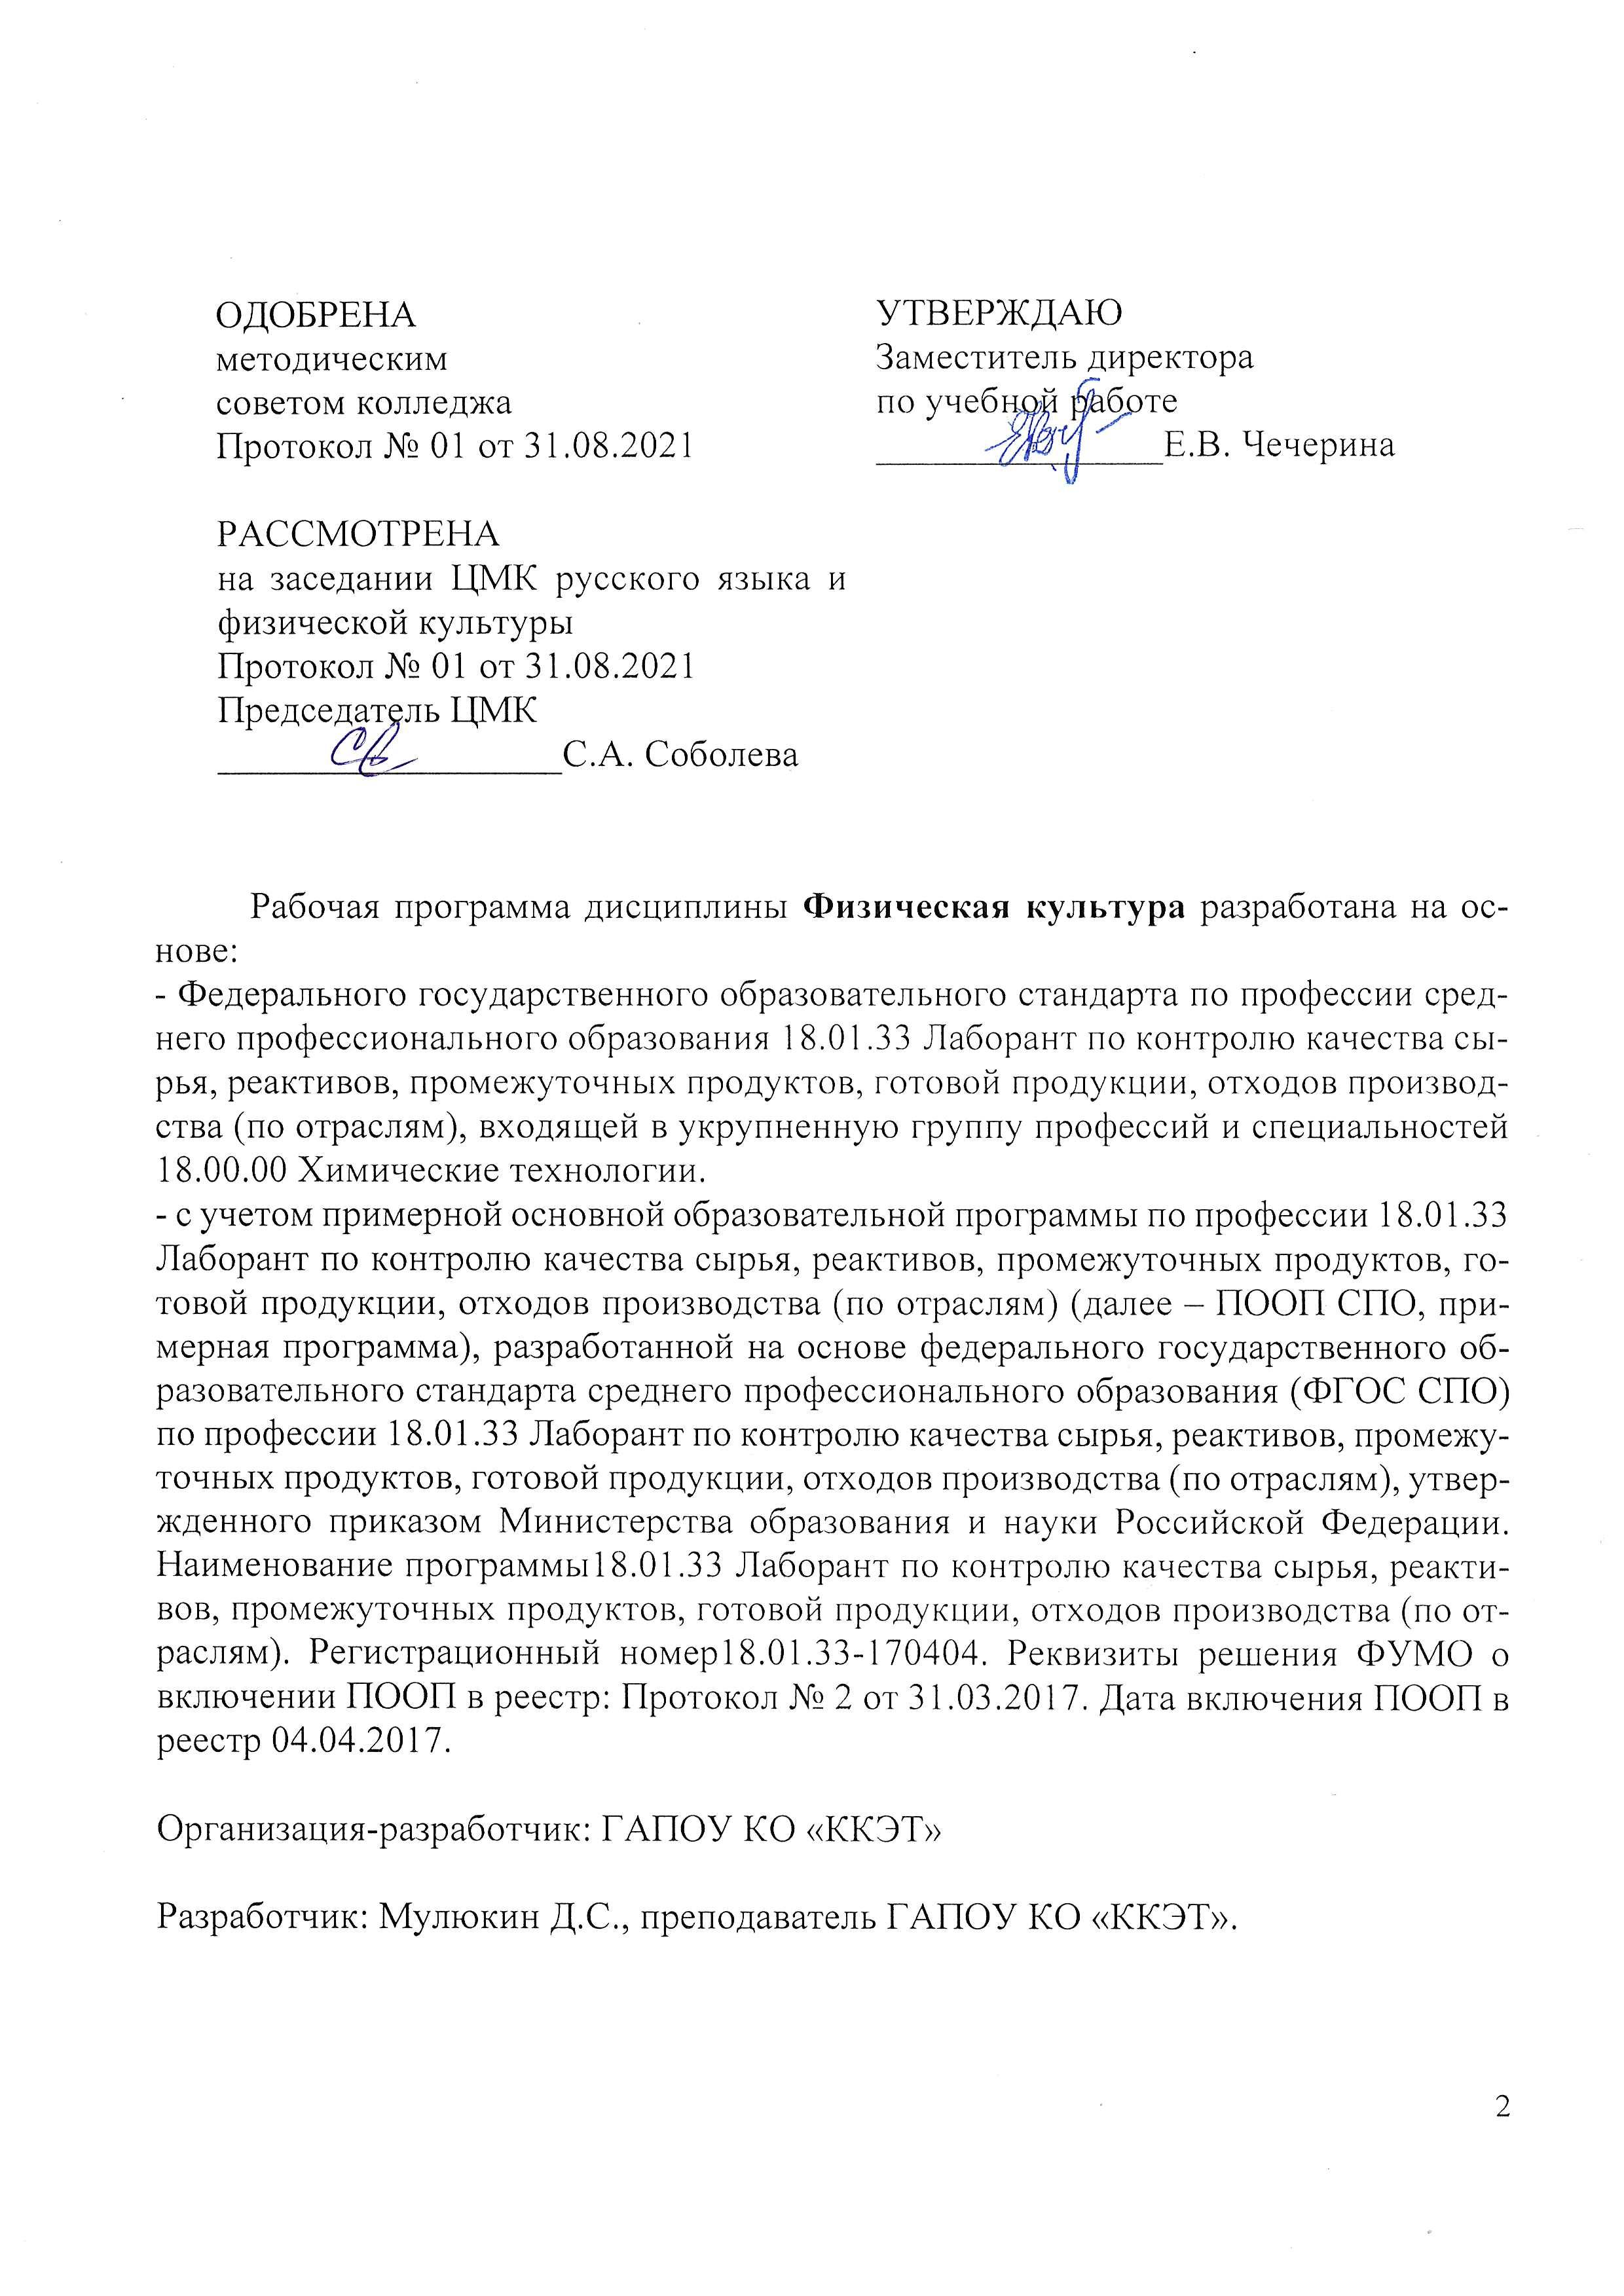 ОДОБРЕНА
методическим
советом колледжа
Протокол № 01 от 31.08.2021
УТВЕРЖДАЮ
Заместитель директора
по учебной работе
Е.В. Чечерина
РАССМОТРЕНА
на заседании ЦМК русского языка и
физической культуры
Протокол № 01 от 31.08.2021
Председатель ЦМК
С.А. Соболева
Рабочая программа дисциплины Физическая культура разработана на ос-
нове:
- Федерального государственного образовательного стандарта по профессии сред-
него профессионального образования 18.01.33 Лаборант по контролю качества сы-
рья, реактивов, промежуточных продуктов, готовой продукции, отходов производ-
ства (по отраслям), входящей в укрупненную группу профессий и специальностей
18.00.00 Химические технологии.
- с учетом примерной основной образовательной программы по профессии 18.01.33
Лаборант по контролю качества сырья, реактивов, промежуточных продуктов, го-
товой продукции, отходов производства (по отраслям) (далее – ПООП СПО, при-
мерная программа), разработанной на основе федерального государственного об-
разовательного стандарта среднего профессионального образования (ФГОС СПО)
по профессии 18.01.33 Лаборант по контролю качества сырья, реактивов, промежу-
точных продуктов, готовой продукции, отходов производства (по отраслям), утвер-
жденного приказом Министерства образования и науки Российской Федерации.
Наименование программы18.01.33 Лаборант по контролю качества сырья, реакти-
вов, промежуточных продуктов, готовой продукции, отходов производства (по от-
раслям). Регистрационный номер18.01.33-170404. Реквизиты решения ФУМО о
включении ПООП в реестр: Протокол № 2 от 31.03.2017. Дата включения ПООП в
реестр 04.04.2017.
Организация-разработчик: ГАПОУ КО «ККЭТ»
Разработчик: Мулюкин Д.С., преподаватель ГАПОУ КО «ККЭТ».
2